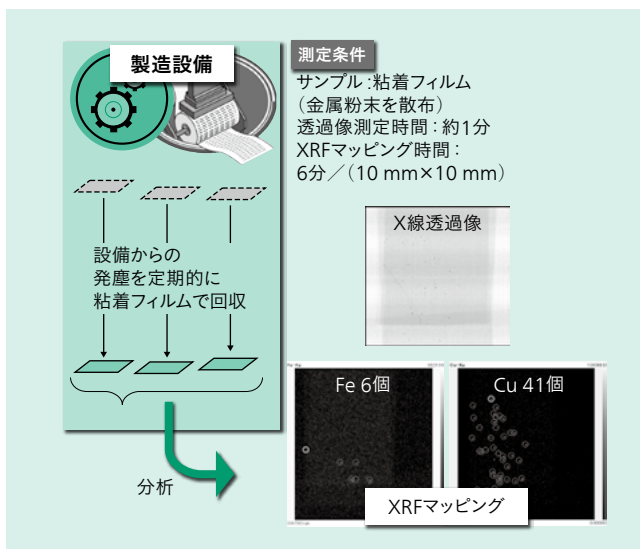 製造設備
測定条件
サンプル：粘着フィルム
（金属粉末を散布）
透過像測定時間：約1分
XRFマッピング時間：
6分／（10 mm×10 mm）
X線透過像
設備からの
発塵を定期的に
粘着フィルムで回収
Fe 6個
Cu 41個
XRFマッピング
分析